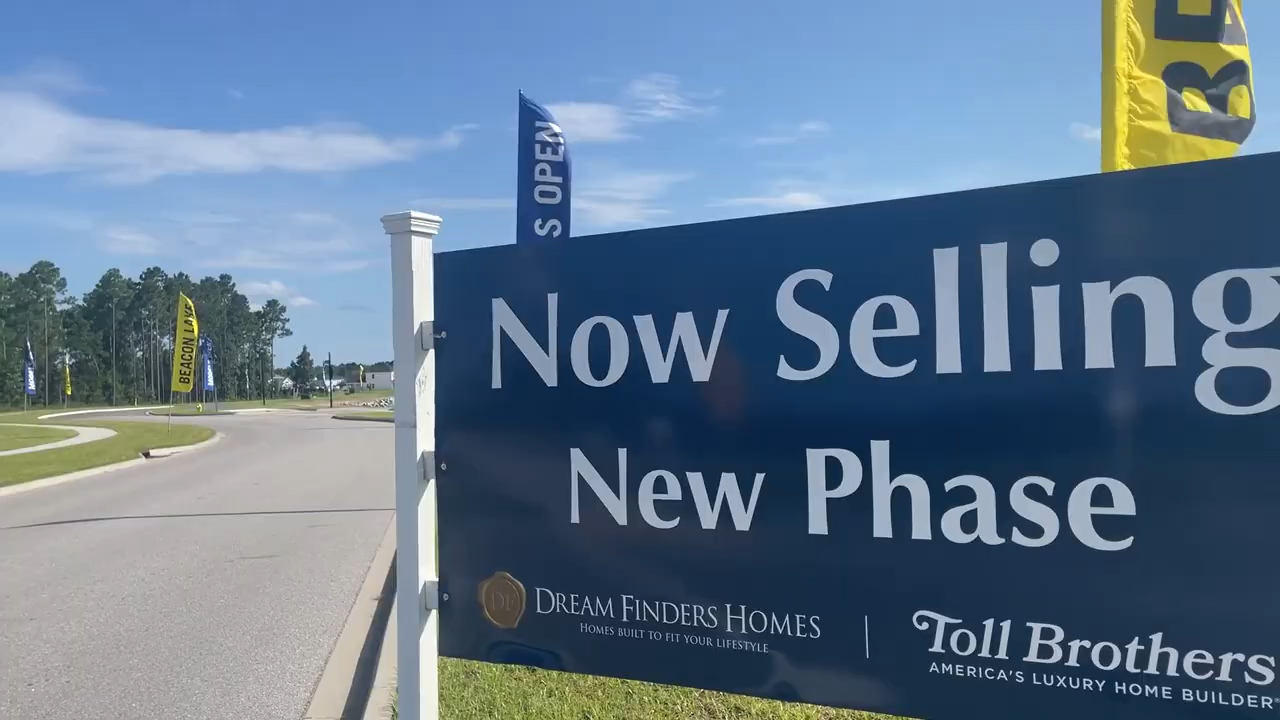 S OPEN
BE
BEACON LAKE
Now Selling
New Phase
DF
DREAM FINDERS HOMES
HOMES BUILT TO FIT YOUR LIFESTYLE
Toll Brothers
AMERICA'S LUXURY HOME BUILDER®